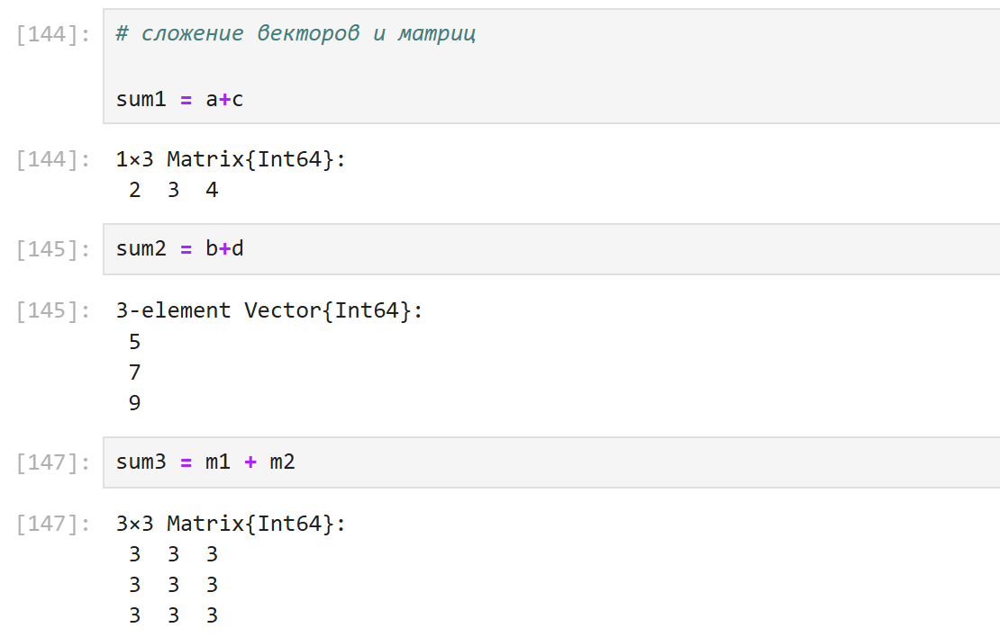 [144]: # сложение векторов и матриц
sum1 = a+c
[144]: 1×3 Matrix{Int64}:
2 3 4
[145]: sum2 = b+d
[145]: 3-element Vector{Int64}:
5
7
9
[147]: sum3 = m1 + m2
[147]: 3×3 Matrix{Int64}:
3 3 3
3 3 3
3 3 3